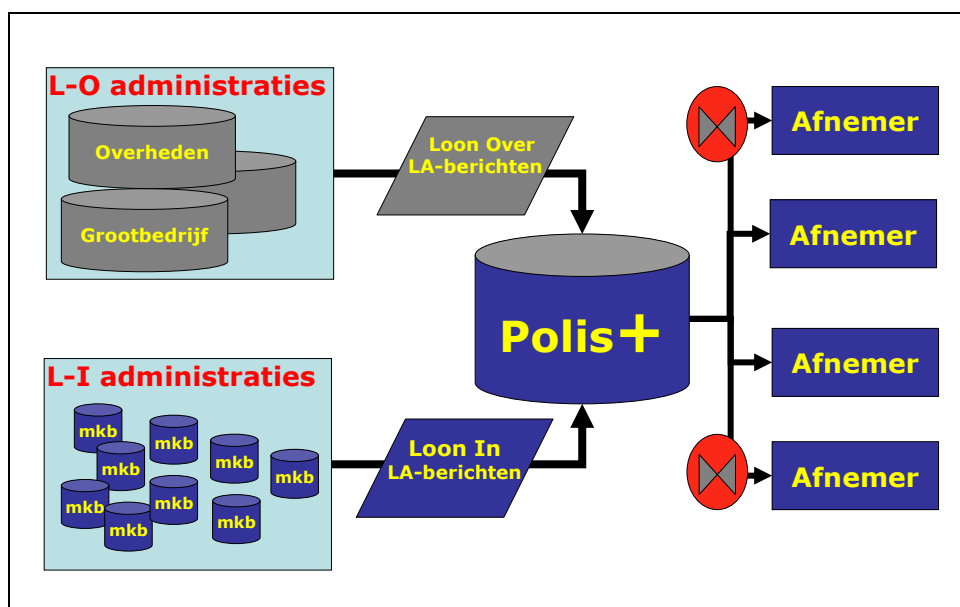 L-O administraties
Overheden
Grootbedrijf
Loon Over
LA-berichten
Polis+
L-I administraties
mkb
mkb
mkb
mkb
mkb
mkb
mkb
mkb
mkb
Loon In
LA-berichten
Afnemer
Afnemer
Afnemer
Afnemer